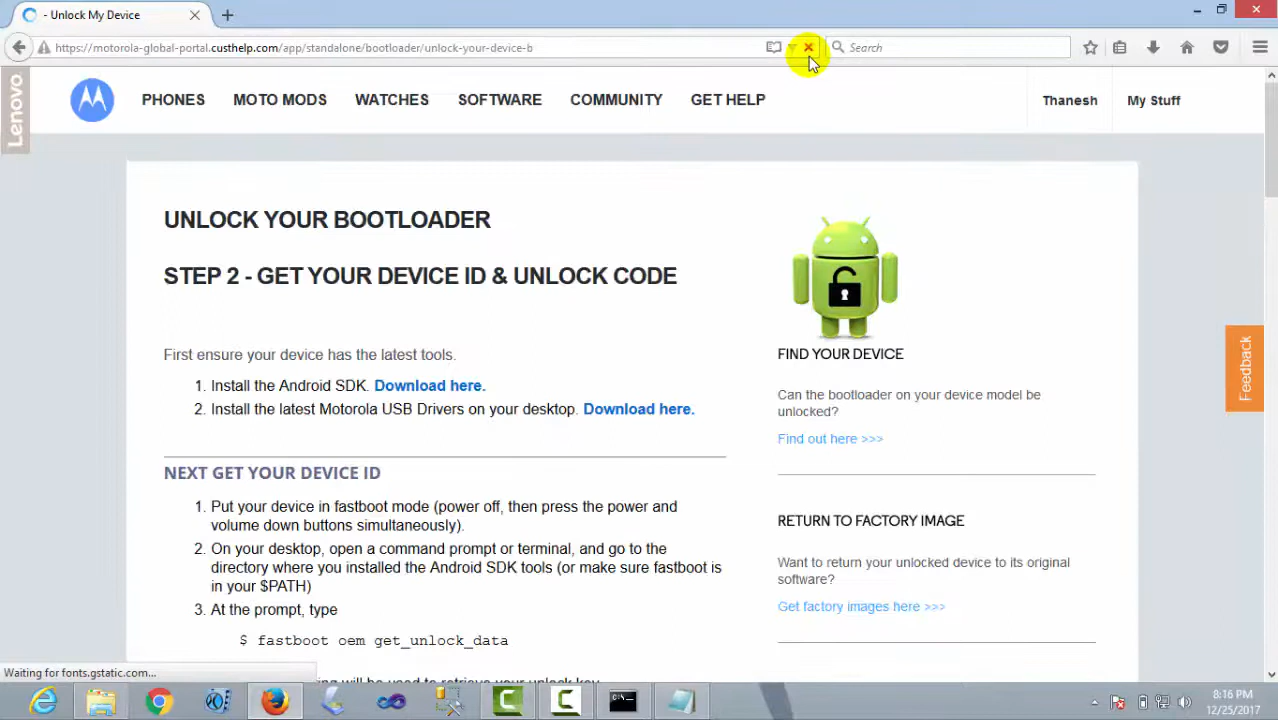 - Unlock My Device
https://motorola-global-portal.custhelp.com/app/standalone/bootloader/unlock-your-device-b
Search
Lenovo
PHONES
MOTO MODS
WATCHES
SOFTWARE
COMMUNITY
GET HELP
Thanesh
My Stuff
UNLOCK YOUR BOOTLOADER
STEP 2 - GET YOUR DEVICE ID & UNLOCK CODE
First ensure your device has the latest tools.
1. Install the Android SDK. Download here.
2. Install the latest Motorola USB Drivers on your desktop. Download here.
NEXT GET YOUR DEVICE ID
1. Put your device in fastboot mode (power off, then press the power and
volume down buttons simultaneously).
2. On your desktop, open a command prompt or terminal, and go to the
directory where you installed the Android SDK tools (or make sure fastboot is
in your $PATH)
3. At the prompt, type
$ fastboot oem get_unlock_data
will be used to retrieve your unlock key
FIND YOUR DEVICE
Can the bootloader on your device model be
unlocked?
Find out here >>>
RETURN TO FACTORY IMAGE
Want to return your unlocked device to its original
software?
Get factory images here >>>
Feedback
Waiting for fonts.gstatic.com...
8:16 PM
12/25/2017